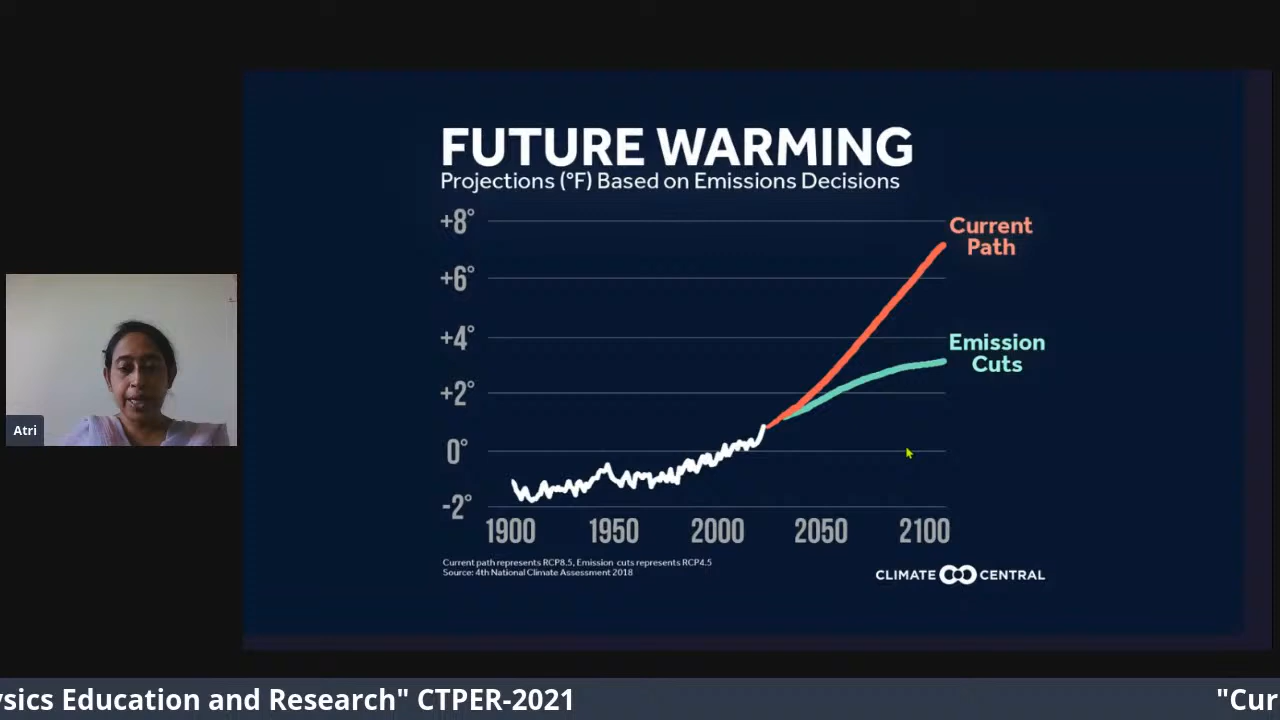 FUTURE WARMING
Projections (°F) Based on Emissions Decisions
+8°
+6°
+4°
+2°
0°
-2°
1900 1950 2000 2050 2100
Current
Path
Emission
Cuts
Current path represents RCP8.5, Emission cuts represents RCP4.5
Source: 4th National Climate Assessment 2018
CLIMATE CENTRAL
Atri
ysics Education and Research" CTPER-2021 "Cur